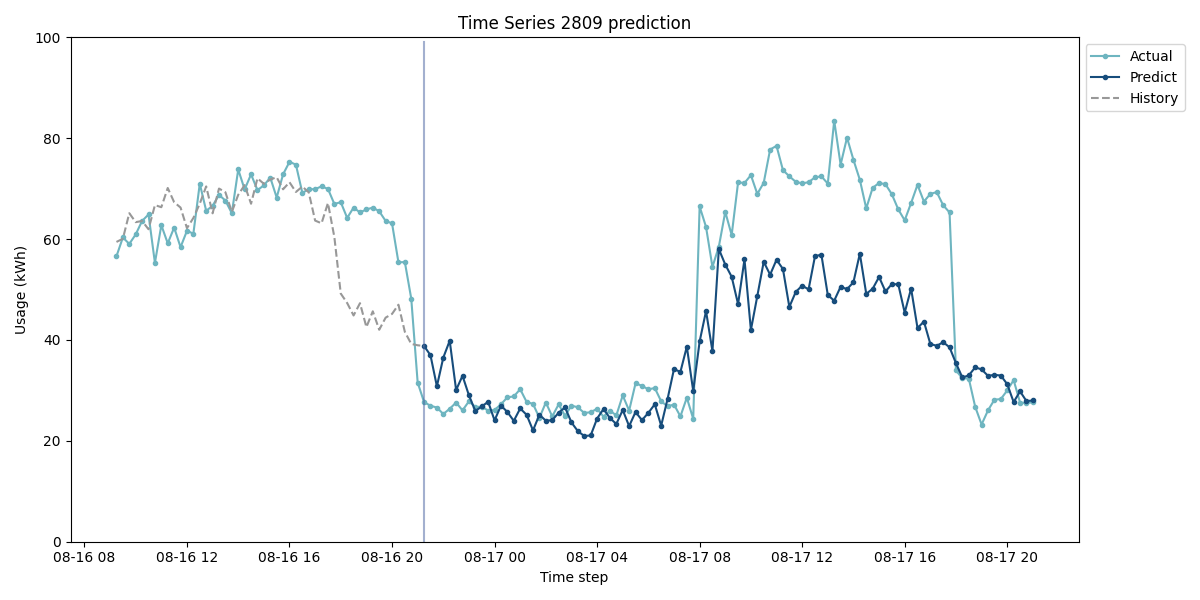 Time Series 2809 prediction
100
80
60
40
20
0
Usage (kWh)
08-16 08
08-16 12
08-16 16
08-16 20
08-17 00
08-17 04
08-17 08
08-17 12
08-17 16
08-17 20
Time step
Actual
Predict
History